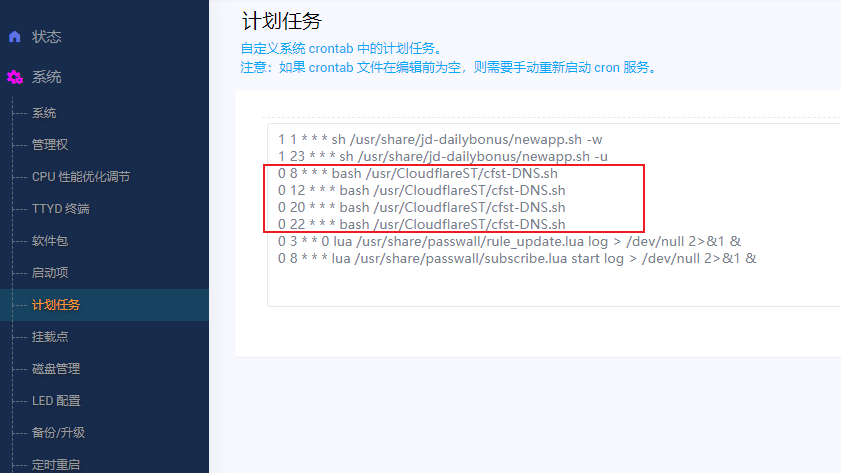 状态
系统
系统
管理权
CPU 性能优化调节
TTYD 终端
软件包
启动项
计划任务
挂载点
磁盘管理
LED 配置
备份/升级
定时重启
计划任务
自定义系统 crontab 中的计划任务。
注意：如果 crontab 文件在编辑前为空，则需要手动重新启动 cron 服务。
1 1 * * * sh /usr/share/jd-dailybonus/newapp.sh -w
1 23 * * * sh /usr/share/jd-dailybonus/newapp.sh -u
0 8 * * * bash /usr/CloudflareST/cfst-DNS.sh
0 12 * * * bash /usr/CloudflareST/cfst-DNS.sh
0 20 * * * bash /usr/CloudflareST/cfst-DNS.sh
0 22 * * * bash /usr/CloudflareST/cfst-DNS.sh
0 3 * * 0 lua /usr/share/passwall/rule_update.lua log > /dev/null 2>&1 &
0 8 * * * lua /usr/share/passwall/subscribe.lua start log > /dev/null 2>&1 &